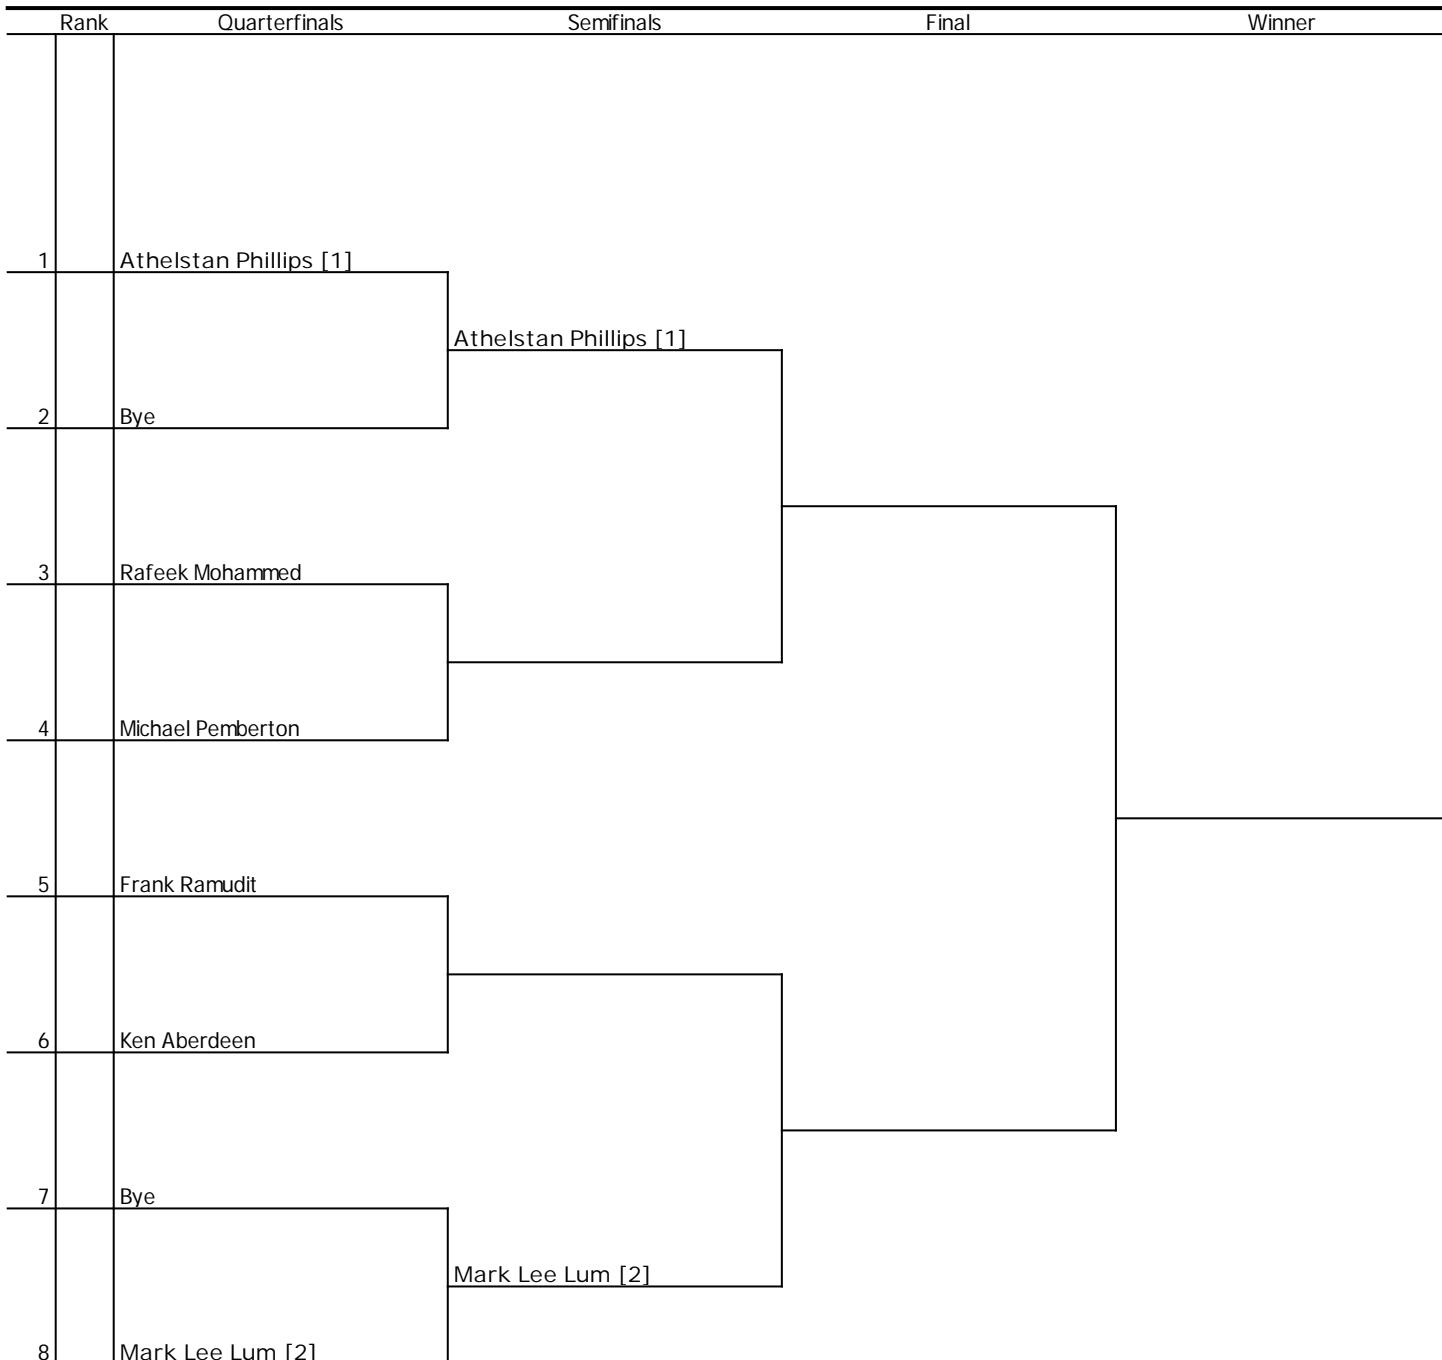 Rank Quarterfinals Semifinals Final Winner
1 Athelstan Phillips [1]
Athelstan Phillips [1]
2 Bye
3 Rafeek Mohammed
4 Michael Pemberton
5 Frank Ramudit
6 Ken Aberdeen
7 Bye
Mark Lee Lum [2]
8 Mark Lee Lum [2]